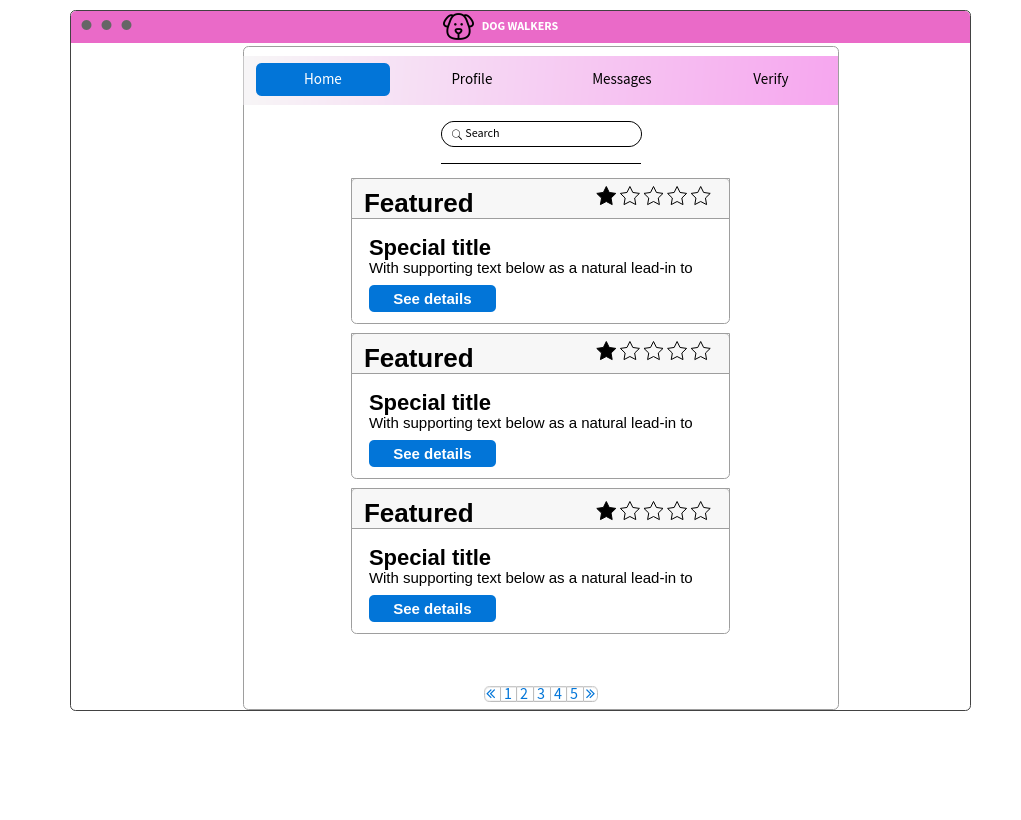 DOG WALKERS
Home Profile Messages Verify
Search
Featured
Special title
With supporting text below as a natural lead-in to
See details
Featured
Special title
With supporting text below as a natural lead-in to
See details
Featured
Special title
With supporting text below as a natural lead-in to
See details
« 1 2 3 4 5 »